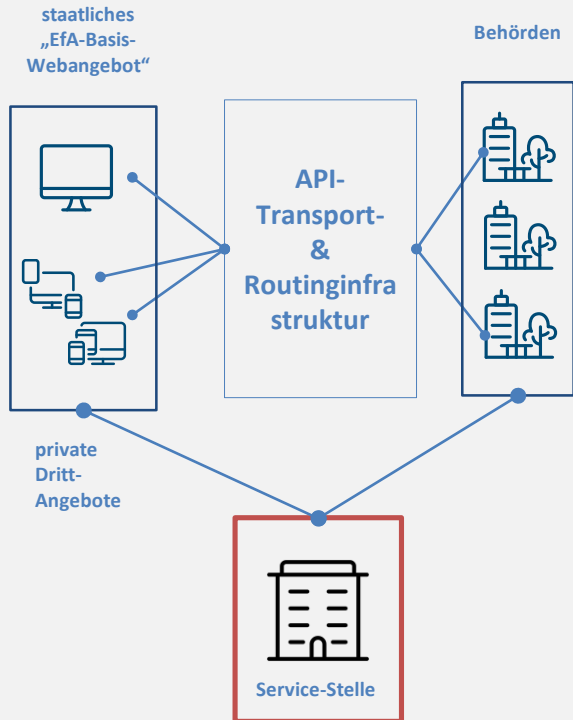 staatliches
„EfA-Basis-
Webangebot“
Behörden
API-
Transport-
&
Routinginfra
struktur
private
Dritt-
Angebote
Service-Stelle